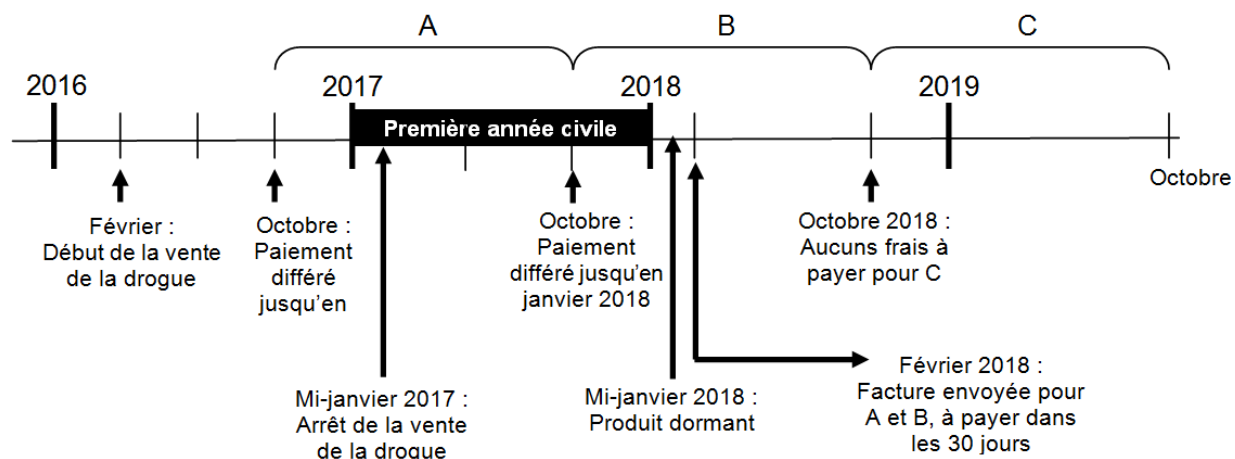 A
B
C
2016
2017
2018
2019
Première année civile
Octobre
Février :
Début de la vente
de la drogue
Octobre :
Paiement
différé
jusqu'en
Octobre :
Paiement
différé jusqu'en
janvier 2018
Octobre 2018 :
Aucuns frais à
payer pour C
Mi-janvier 2017 :
Arrêt de la vente
de la drogue
Mi-janvier 2018 :
Produit dormant
Février 2018 :
Facture envoyée pour
A et B, à payer dans
les 30 jours